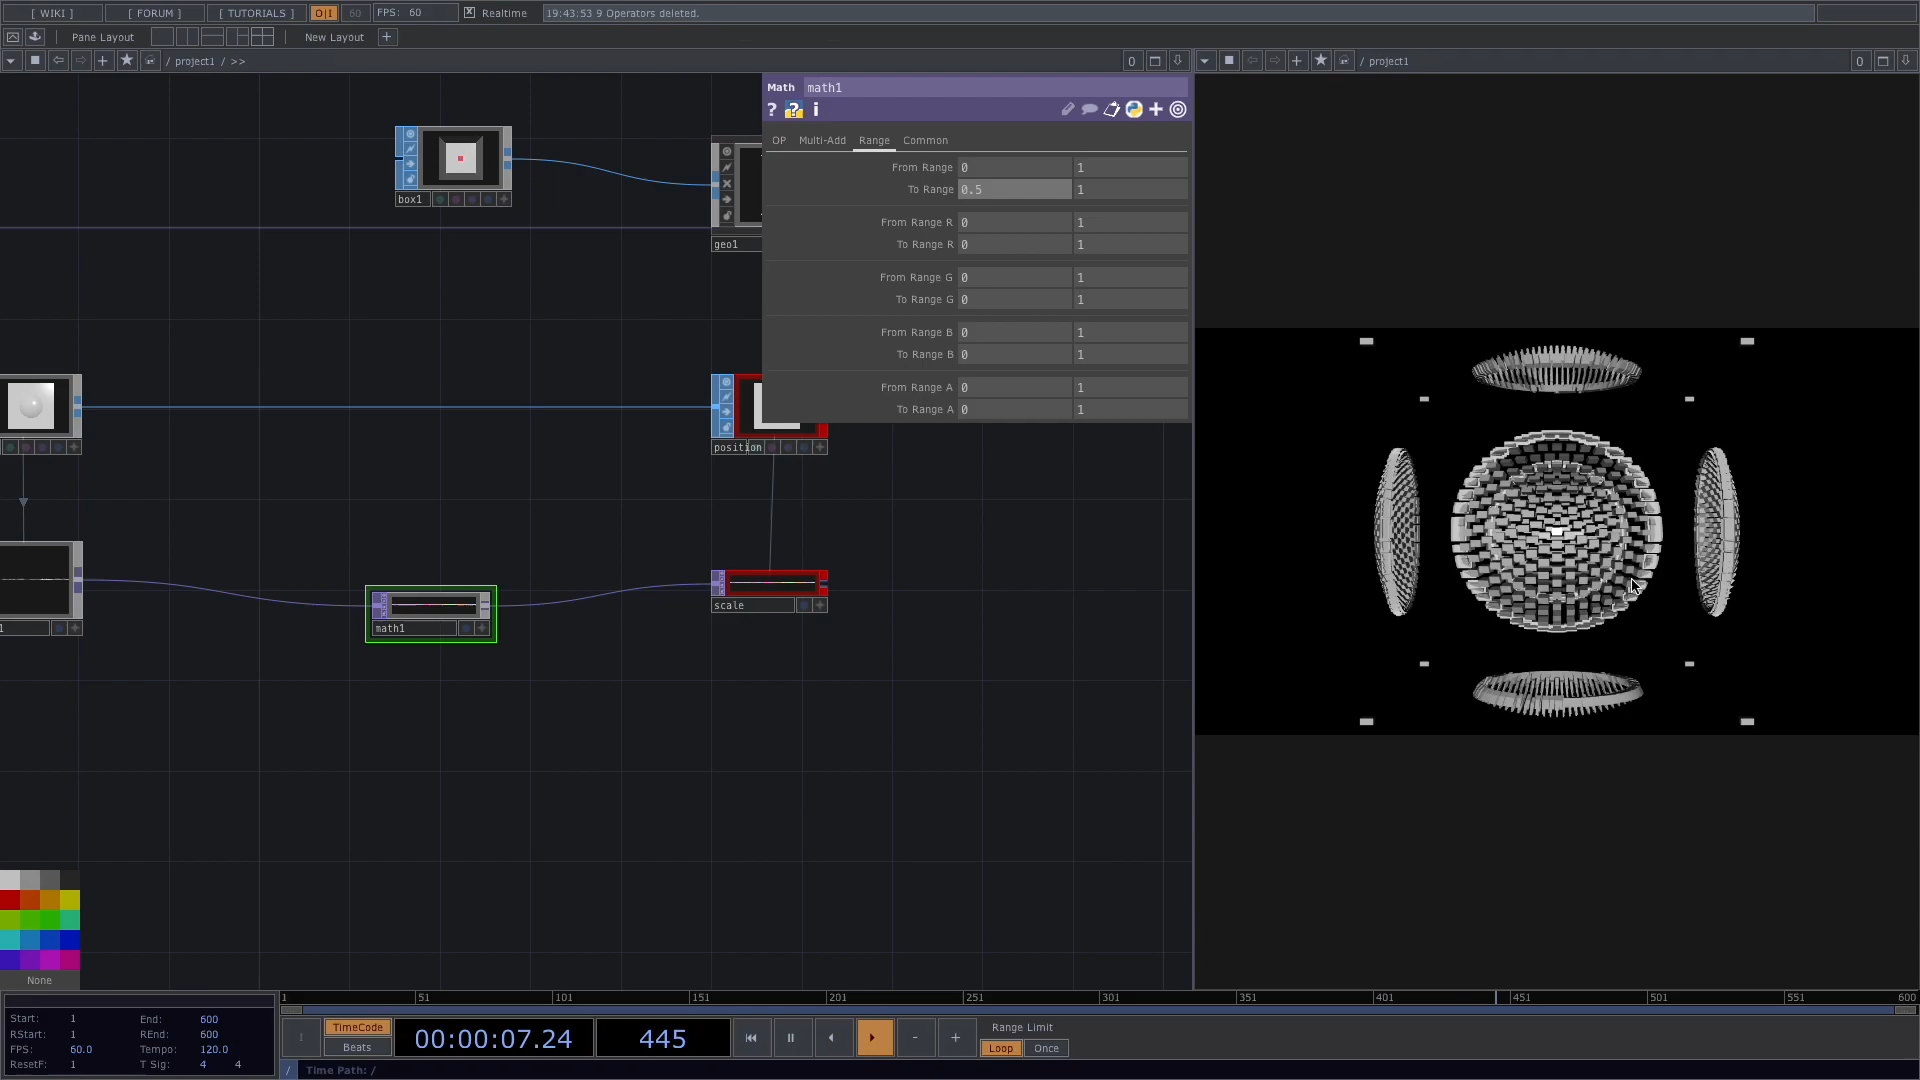 [ WIKI ] [ FORUM ] [ TUTORIALS ] O|I 60 FPS: 60 Realtime 19:43:53 9 Operators deleted.
Pane Layout New Layout +
/ project1 / >> 0 / project1 0
Math math1
? ? i
OP Multi-Add Range Common
From Range 0 1
To Range 0.5 1
From Range R 0 1
To Range R 0 1
From Range G 0 1
To Range G 0 1
From Range B 0 1
To Range B 0 1
From Range A 0 1
To Range A 0 1
box1
geo1
position
scale
1
math1
None
1 51 101 151 201 251 301 351 401 451 501 551 600
Start: 1 End: 600
RStart: 1 REnd: 600
FPS: 60.0 Tempo: 120.0
ResetF: 1 T Sig: 4 4
TimeCode
Beats
00:00:07.24
445
- +
Range Limit
Loop Once
/ Time Path: /